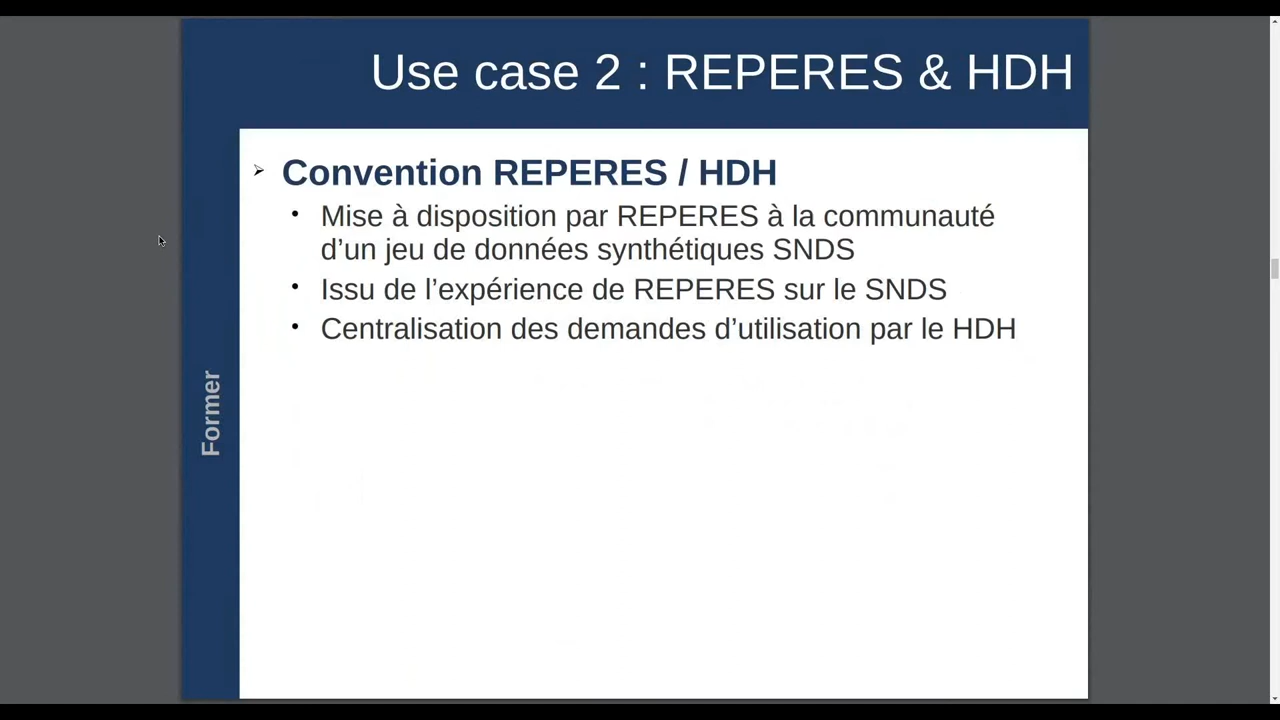 Use case 2 : REPERES & HDH
Convention REPERES / HDH
Mise à disposition par REPERES à la communauté
d’un jeu de données synthétiques SNDS
Issu de l’expérience de REPERES sur le SNDS
Centralisation des demandes d’utilisation par le HDH
Former